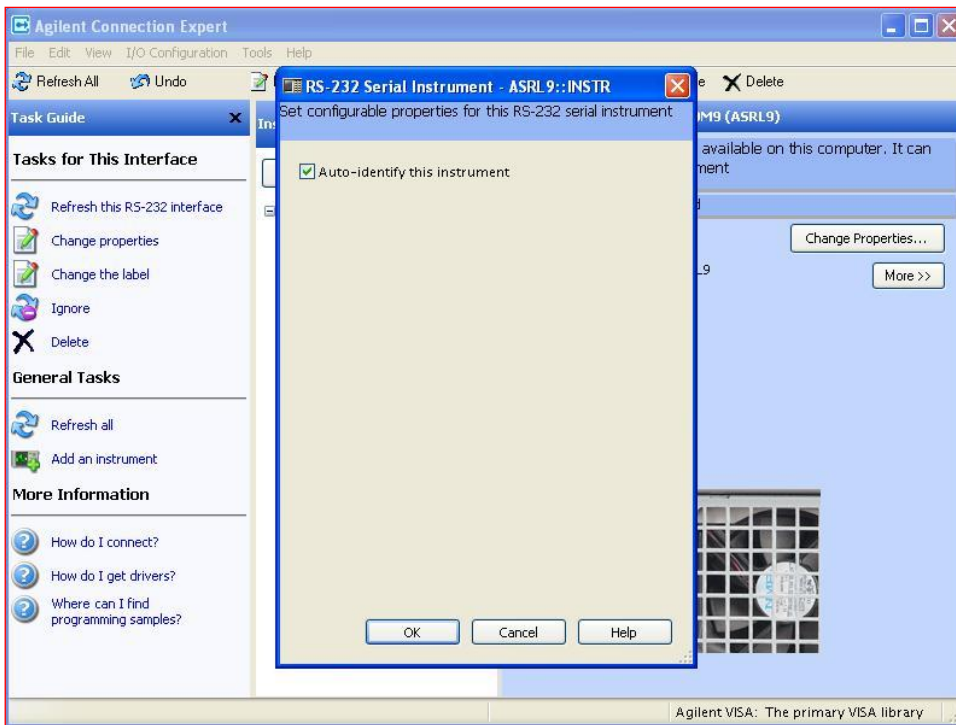 Agilent Connection Expert
File Edit View I/O Configuration Tools Help
Refresh All Undo Delete
Task Guide
Tasks for This Interface
Refresh this RS-232 interface
Change properties
Change the label
Ignore
Delete
General Tasks
Refresh all
Add an instrument
More Information
How do I connect?
How do I get drivers?
Where can I find
programming samples?
RS-232 Serial Instrument - ASRL9::INSTR
Set configurable properties for this RS-232 serial instrument
Auto-identify this instrument
OK Cancel Help
M9 (ASRL9)
available on this computer. It can
ment
Change Properties...
L9
More >>
Agilent VISA: The primary VISA library